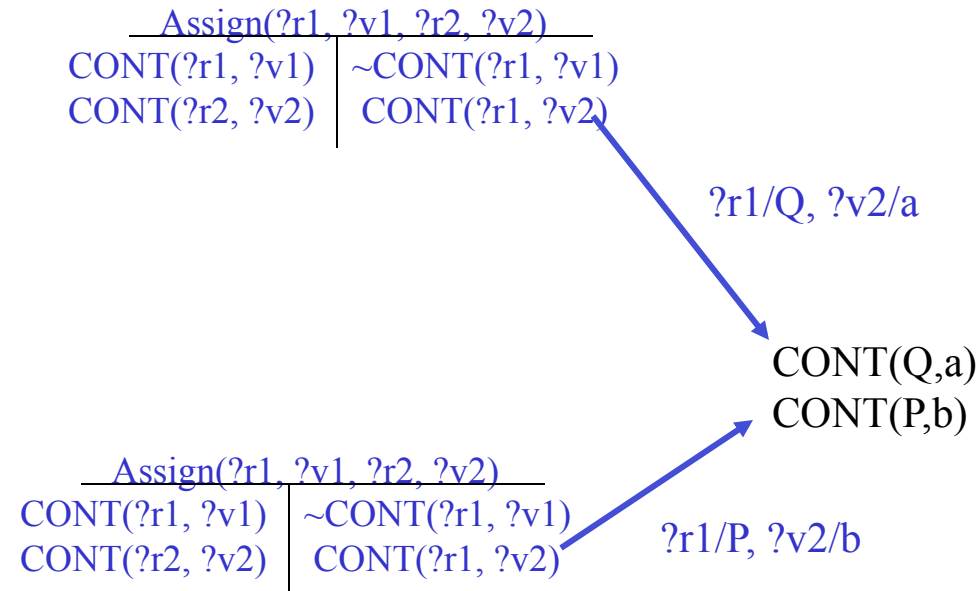 Assign(?r1, ?v1, ?r2, ?v2)
CONT(?r1, ?v1) ~CONT(?r1, ?v1)
CONT(?r2, ?v2) CONT(?r1, ?v2)
?r1/Q, ?v2/a
CONT(Q,a)
CONT(P,b)
Assign(?r1, ?v1, ?r2, ?v2)
CONT(?r1, ?v1) ~CONT(?r1, ?v1)
CONT(?r2, ?v2) CONT(?r1, ?v2)
?r1/P, ?v2/b